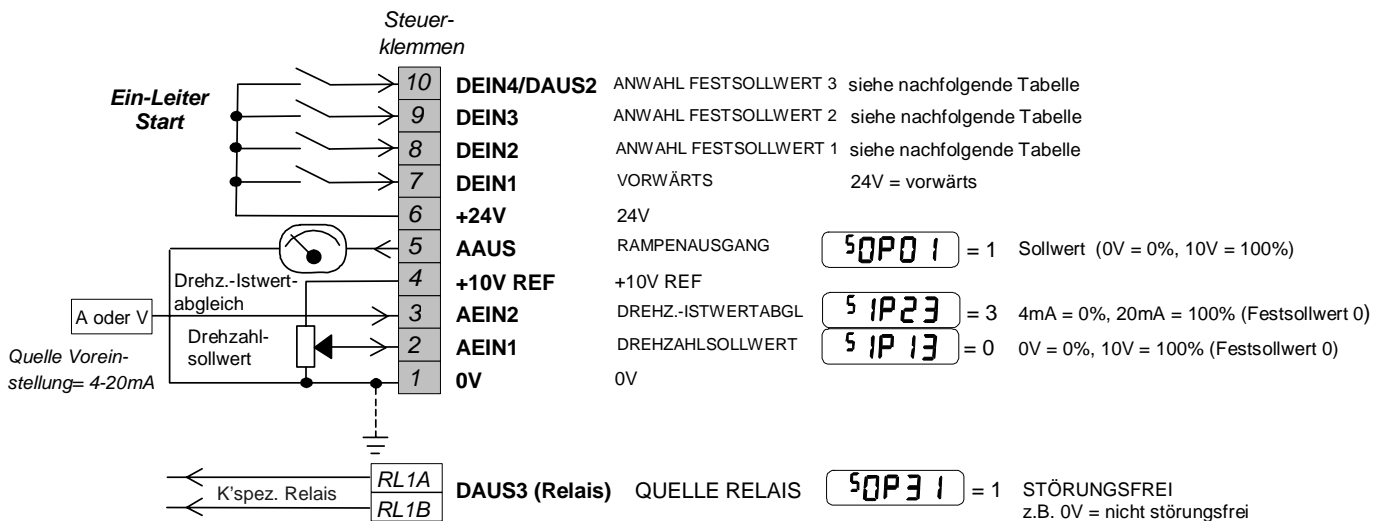 Steuer-
klemmen
Ein-Leiter
Start
10 DEIN4/DAUS2 ANWAHL FESTSOLLWERT 3 siehe nachfolgende Tabelle
9 DEIN3 ANWAHL FESTSOLLWERT 2 siehe nachfolgende Tabelle
8 DEIN2 ANWAHL FESTSOLLWERT 1 siehe nachfolgende Tabelle
7 DEIN1 VORWÄRTS 24V = vorwärts
6 +24V 24V
5 AAUS RAMPENAUSGANG SOP01 = 1 Sollwert (0V = 0%, 10V = 100%)
Drehz.-Istwert-
abgleich
4 +10V REF +10V REF
A oder V
3 AEIN2 DREHZ.-ISTWERTABGL SIP23 = 3 4mA = 0%, 20mA = 100% (Festsollwert 0)
Drehzahl-
sollwert
2 AEIN1 DREHZAHLSOLLWERT SIP13 = 0 0V = 0%, 10V = 100% (Festsollwert 0)
Quelle Vorein-
stellung= 4-20mA
1 0V 0V
K'spez. Relais
RL1A
RL1B
DAUS3 (Relais) QUELLE RELAIS SOP31 = 1 STÖRUNGSFREI
z.B. 0V = nicht störungsfrei